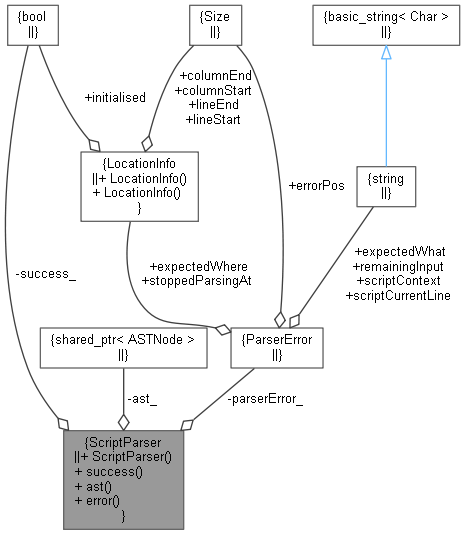 {bool
||}
{Size
||}
{basic_string< Char >
||}
+initialised
+columnEnd
+columnStart
+lineEnd
+lineStart
{LocationInfo
||+ LocationInfo()
+ LocationInfo()
}
{string
||}
+errorPos
-success_
+expectedWhere
+stoppedParsingAt
+expectedWhat
+remainingInput
+scriptContext
+scriptCurrentLine
{shared_ptr< ASTNode >
||}
{ParserError
||}
-ast_
-parserError_
{ScriptParser
||+ ScriptParser()
+ success()
+ ast()
+ error()
}